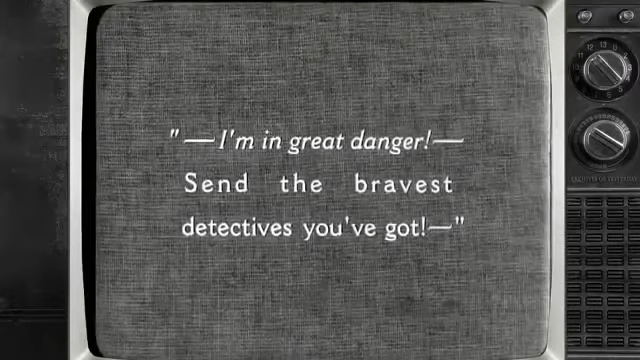 "—I'm in great danger!—
Send the bravest
detectives you've got!—"